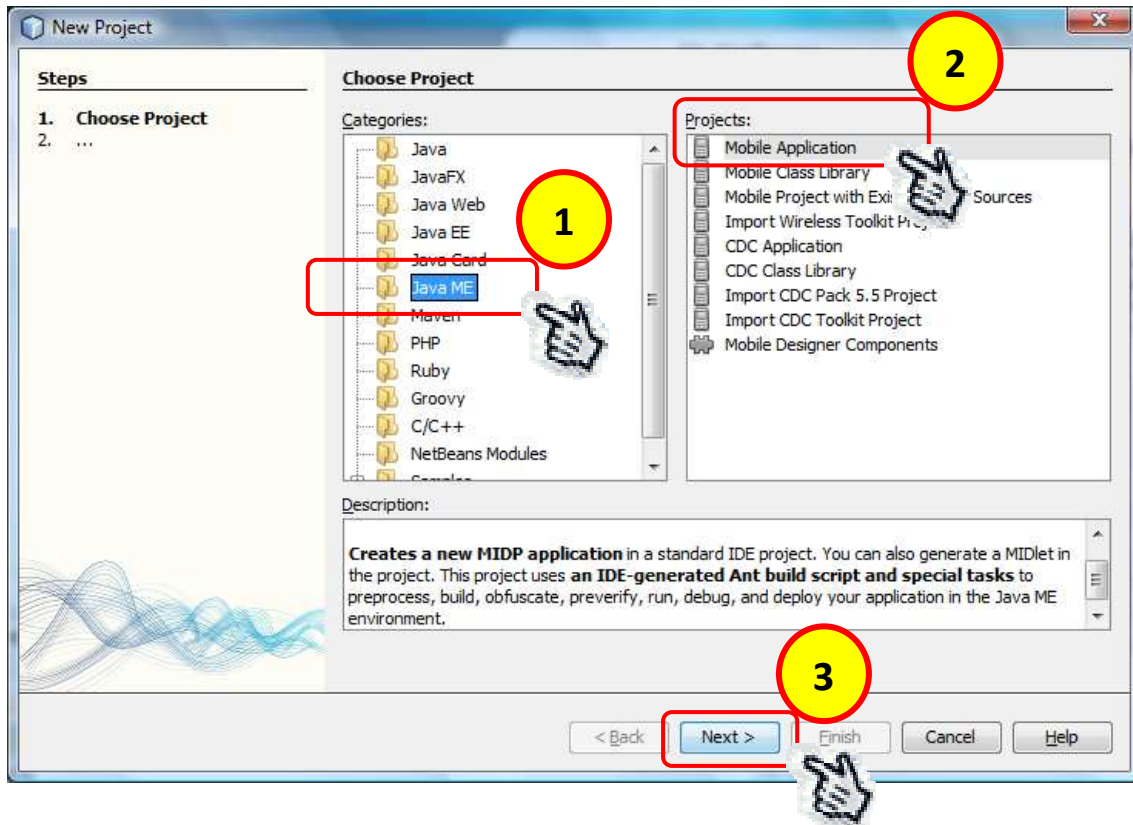 New Project
X
Steps
1. Choose Project
2. ...
Choose Project
Categories:
Java
JavaFX
Java Web
Java EE
Java Card
Java ME
Maven
PHP
Ruby
Groovy
C/C++
NetBeans Modules
1
Projects:
Mobile Application
Mobile Class Library
Mobile Project with Sources
Import Wireless Toolkit
CDC Application
CDC Class Library
Import CDC Pack 5.5 Project
Import CDC Toolkit Project
Mobile Designer Components
2
Description:
Creates a new MIDP application in a standard IDE project. You can also generate a MIDlet in
the project. This project uses an IDE-generated Ant build script and special tasks to
preprocess, build, obfuscate, preverify, run, debug, and deploy your application in the Java ME
environment.
3
< Back
Next >
Finish
Cancel
Help